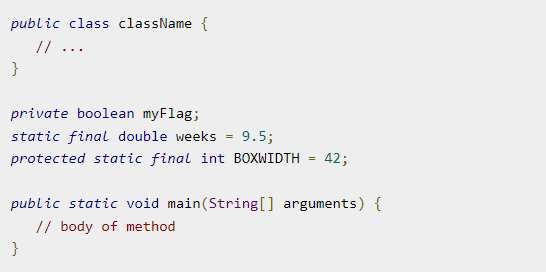 public class className {
   // ...
}

private boolean myFlag;
static final double weeks = 9.5;
protected static final int BOXWIDTH = 42;

public static void main(String[] arguments) {
   // body of method
}